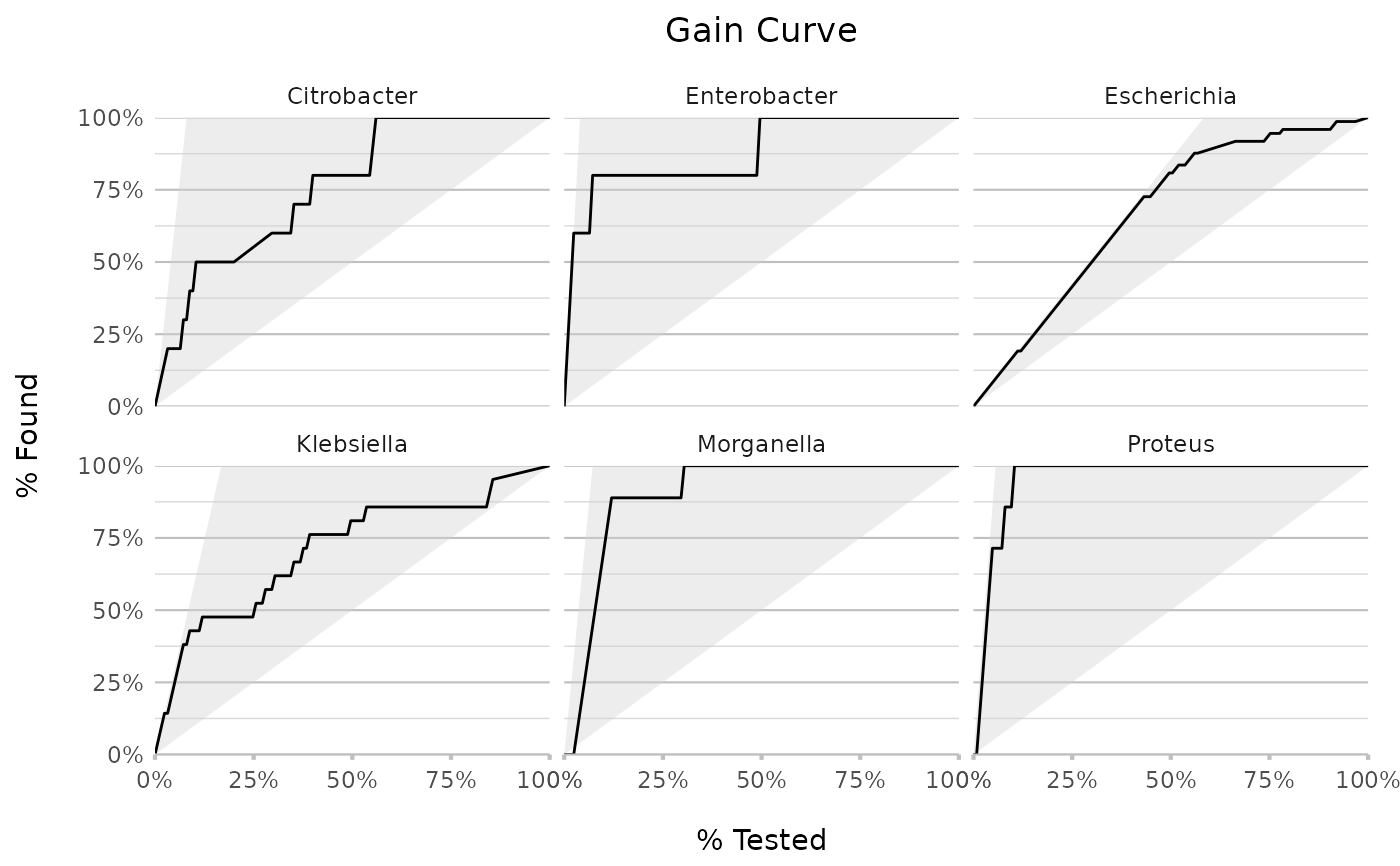 Gain Curve
Citrobacter Enterobacter Escherichia
100%
75%
50%
25%
0%
% Found
Klebsiella Morganella Proteus
100%
75%
50%
25%
0%
0% 25% 50% 75% 100% 0% 25% 50% 75% 100% 0% 25% 50% 75% 100%
% Tested